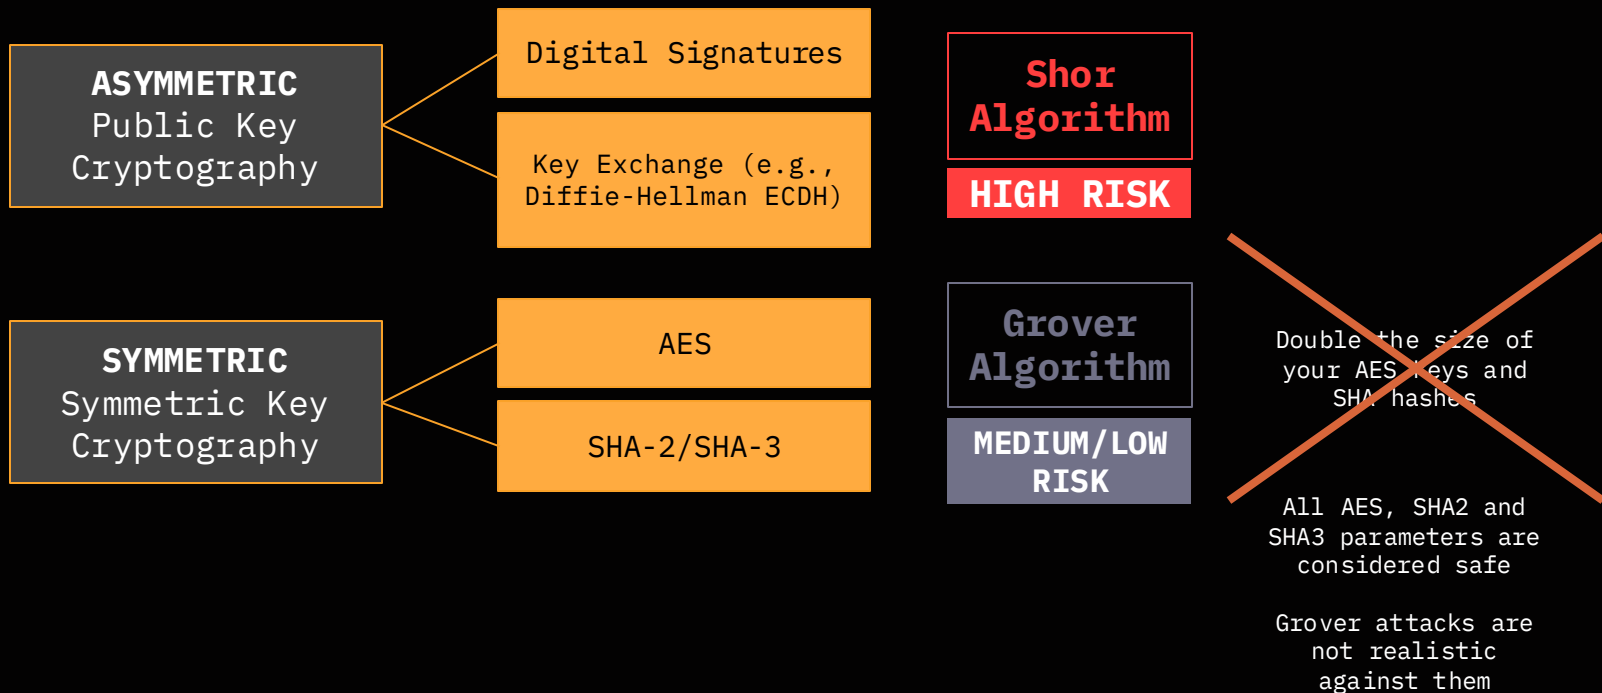 ASYMMETRIC
Public Key
Cryptography
Digital Signatures
Key Exchange (e.g.,
Diffie-Hellman ECDH)
Shor
Algorithm
HIGH RISK
SYMMETRIC
Symmetric Key
Cryptography
AES
SHA-2/SHA-3
Grover
Algorithm
MEDIUM/LOW
RISK
Double the size of
your AES keys and
SHA hashes
All AES, SHA2 and
SHA3 parameters are
considered safe
Grover attacks are
not realistic
against them